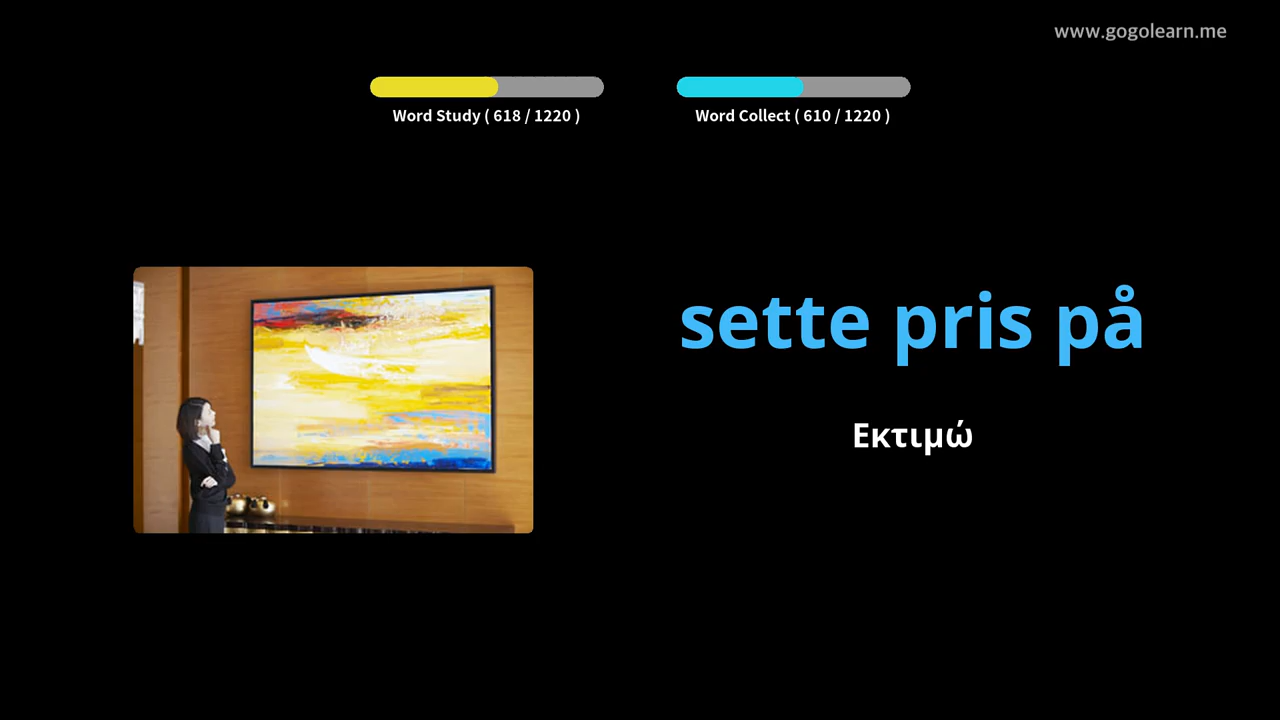 www.gogolearn.me
Word Study ( 618 / 1220 )
Word Collect ( 610 / 1220 )
sette pris på
Εκτιμώ